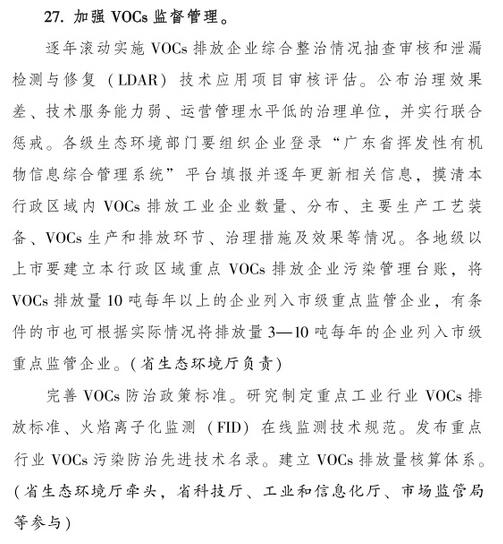 27. 加强 VOCs 监督管理。
逐年滚动实施 VOCs 排放企业综合整治情况抽查审核和泄漏
检测与修复（LDAR）技术应用项目审核评估。公布治理效果
差、技术服务能力弱、运营管理水平低的治理单位，并实行联合
惩戒。各级生态环境部门要组织企业登录“广东省挥发性有机
物信息综合管理系统”平台填报并逐年更新相关信息，摸清本
行政区域内 VOCs 排放工业企业数量、分布、主要生产工艺装
备、VOCs 生产和排放环节、治理措施及效果等情况。各地级以
上市要建立本行政区域重点 VOCs 排放企业污染管理台账，将
VOCs 排放量 10 吨每年以上的企业列入市级重点监管企业，有条
件的市也可根据实际情况将排放量 3—10 吨每年的企业列入市级
重点监管企业。（省生态环境厅负责）
完善 VOCs 防治政策标准。研究制定重点工业行业 VOCs 排
放标准、火焰离子化监测（FID）在线监测技术规范。发布重点
行业 VOCs 污染防治先进技术名录。建立 VOCs 排放量核算体系。
（省生态环境厅牵头，省科技厅、工业和信息化厅、市场监管局
等参与）